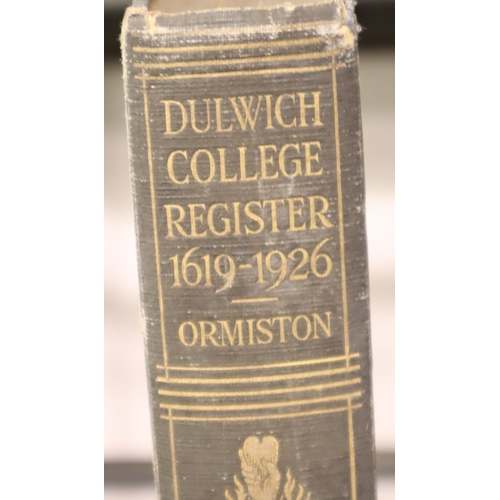 DULWICH
COLLEGE
REGISTER
1619-1926
ORMISTON